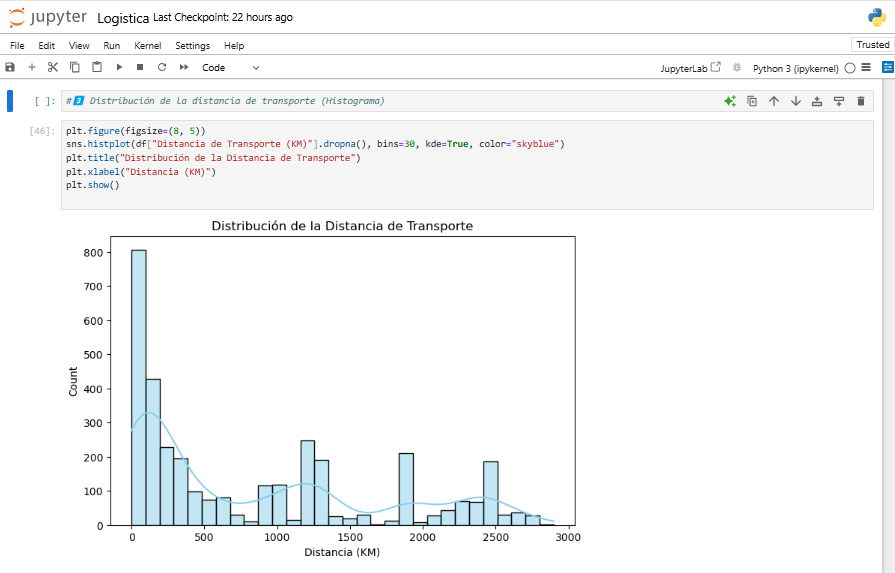 jupyter Logistica Last Checkpoint: 22 hours ago
File Edit View Run Kernel Settings Help
Trusted
Code
JupyterLab
Python 3 (ipykernel)
[ ]: #3️⃣ Distribución de la distancia de transporte (Histograma)
[46]: plt.figure(figsize=(8, 5))
sns.histplot(df["Distancia de Transporte (KM)"].dropna(), bins=30, kde=True, color="skyblue")
plt.title("Distribución de la Distancia de Transporte")
plt.xlabel("Distancia (KM)")
plt.show()
Distribución de la Distancia de Transporte
800
700
600
500
400
300
200
100
0
Count
0 500 1000 1500 2000 2500 3000
Distancia (KM)